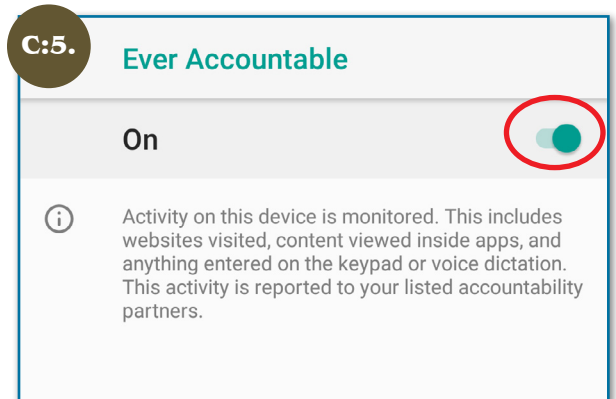 C:5.
Ever Accountable
On
Activity on this device is monitored. This includes
websites visited, content viewed inside apps, and
anything entered on the keypad or voice dictation.
This activity is reported to your listed accountability
partners.